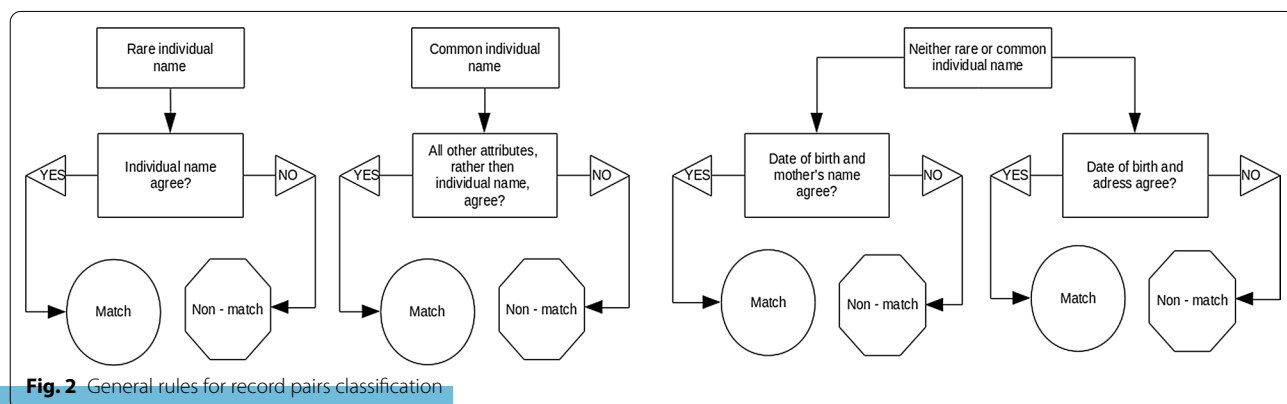 Rare individual
name
Individual name
agree?
YES
NO
Match
Non - match
Common individual
name
All other attributes,
rather then
individual name,
agree?
YES
NO
Match
Non - match
Neither rare or common
individual name
Date of birth and
mother's name
agree?
YES
NO
Match
Non - match
Date of birth and
adress agree?
YES
NO
Match
Non - match
Fig. 2 General rules for record pairs classification